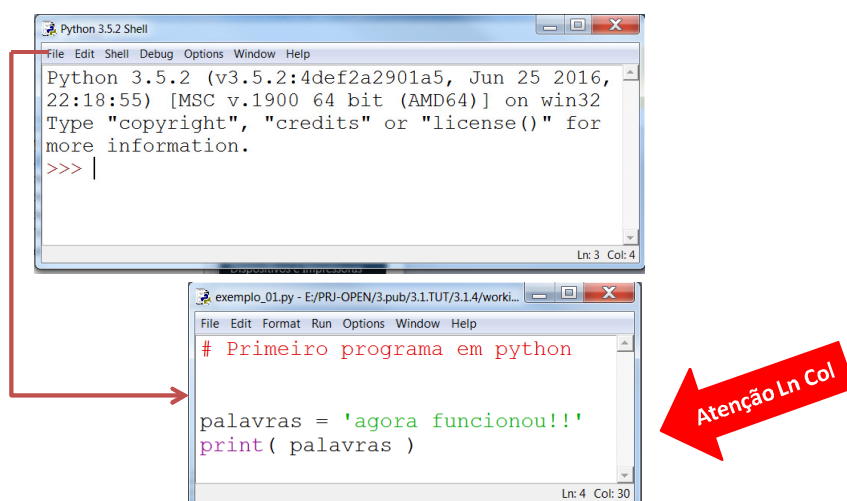 Python 3.5.2 Shell
File Edit Shell Debug Options Window Help
Python 3.5.2 (v3.5.2:4def2a2901a5, Jun 25 2016,
22:18:55) [MSC v.1900 64 bit (AMD64)] on win32
Type "copyright", "credits" or "license()" for
more information.
>>>
Ln: 3 Col: 4
Dispositivos e Impressoras
exemplo_01.py - E:/PRJ-OPEN/3.pub/3.1.TUT/3.1.4/worki...
File Edit Format Run Options Window Help
# Primeiro programa em python
palavras = 'agora funcionou!!'
print( palavras )
Ln: 4 Col: 30
Atenção Ln Col